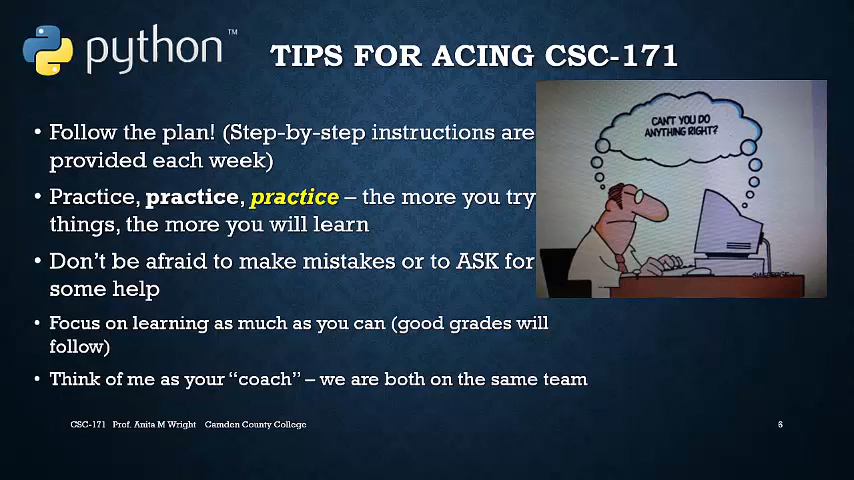 python™
TIPS FOR ACING CSC-171
CAN'T YOU DO
ANYTHING RIGHT?
• Follow the plan! (Step-by-step instructions are
provided each week)
• Practice, practice, practice – the more you try
things, the more you will learn
• Don't be afraid to make mistakes or to ASK for
some help
• Focus on learning as much as you can (good grades will
follow)
• Think of me as your “coach” – we are both on the same team
CSC-171 Prof. Anita M Wright Camden County College
6